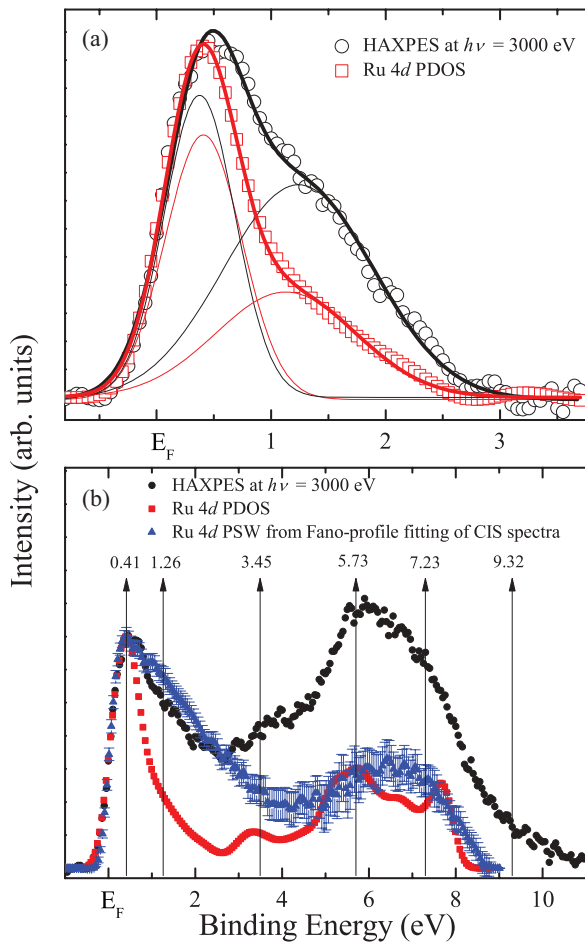 (a)
HAXPES at hν = 3000 eV
Ru 4d PDOS
E_F 1 2 3
Intensity (arb. units)
(b)
HAXPES at hν = 3000 eV
Ru 4d PDOS
Ru 4d PSW from Fano-profile fitting of CIS spectra
0.41 1.26 3.45 5.73 7.23 9.32
E_F 2 4 6 8 10
Binding Energy (eV)